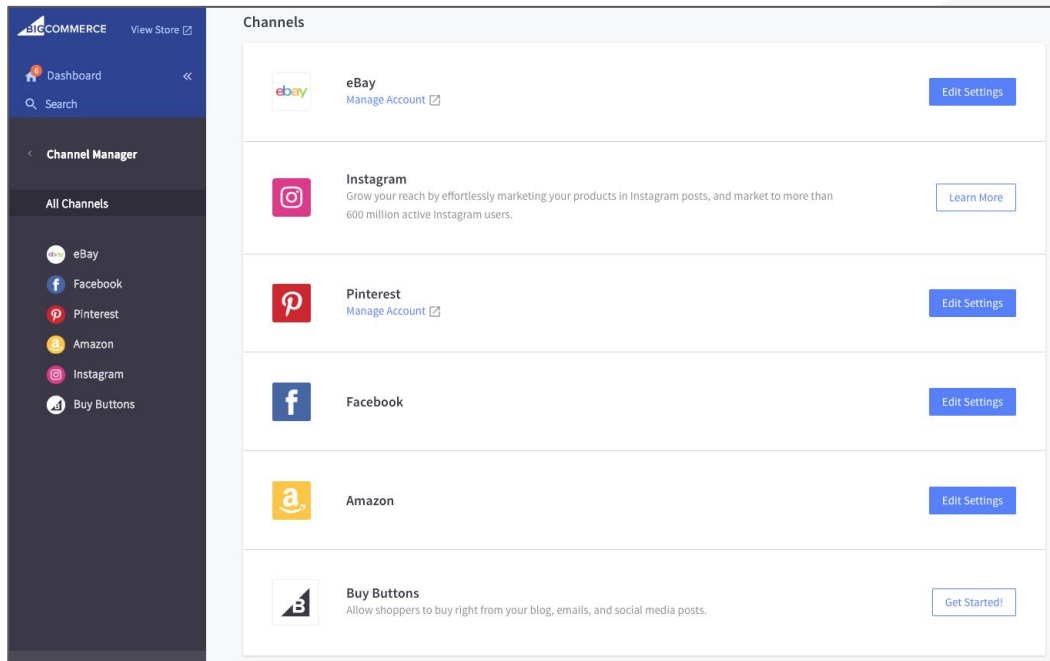 BIGCOMMERCE
View Store
6
Dashboard
Search
Channel Manager
All Channels
ebay eBay
Facebook
Pinterest
Amazon
Instagram
B Buy Buttons
Channels
ebay
eBay
Manage Account
Edit Settings
Instagram
Grow your reach by effortlessly marketing your products in Instagram posts, and market to more than
600 million active Instagram users.
Learn More
Pinterest
Manage Account
Edit Settings
Facebook
Edit Settings
Amazon
Edit Settings
B
Buy Buttons
Allow shoppers to buy right from your blog, emails, and social media posts.
Get Started!